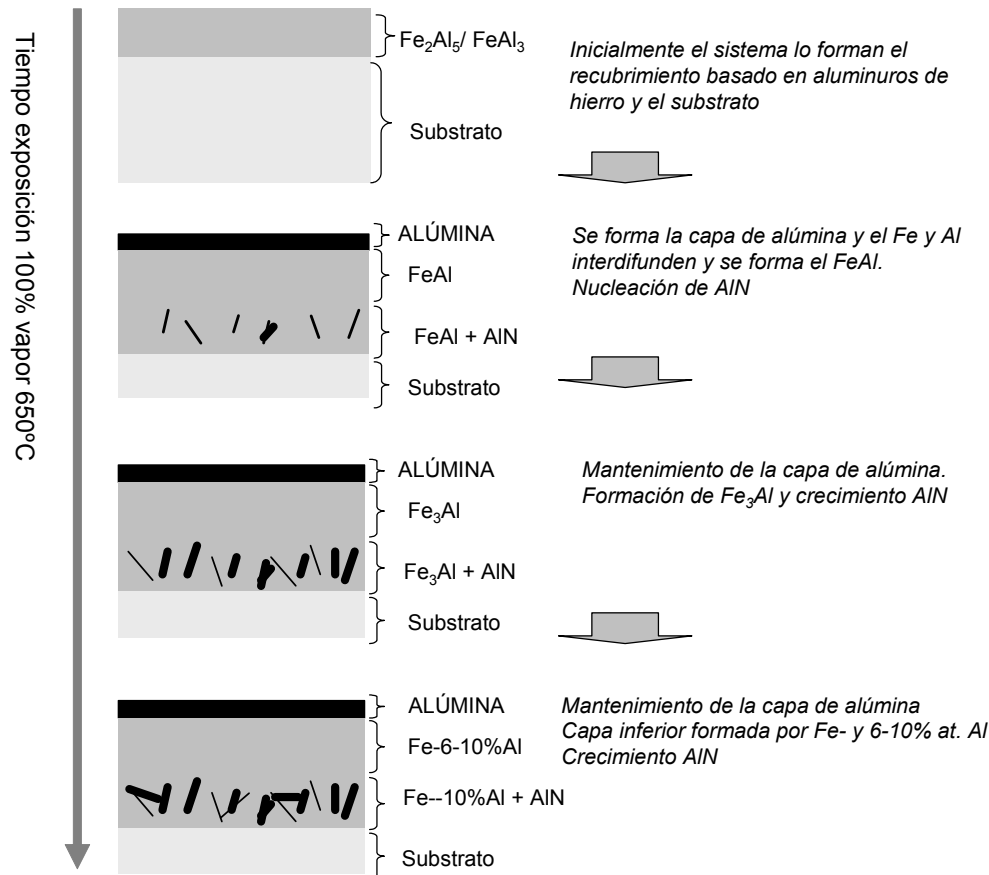 Tiempo exposición 100% vapor 650ºC
Fe₂Al₅/ FeAl₃
Substrato
Inicialmente el sistema lo forman el
recubrimiento basado en aluminuros de
hierro y el substrato
ALÚMINA
FeAl
FeAl + AlN
Substrato
Se forma la capa de alúmina y el Fe y Al
interdifunden y se forma el FeAl.
Nucleación de AlN
ALÚMINA
Fe₃Al
Fe₃Al + AlN
Substrato
Mantenimiento de la capa de alúmina.
Formación de Fe₃Al y crecimiento AlN
ALÚMINA
Fe-6-10%Al
Fe--10%Al + AlN
Substrato
Mantenimiento de la capa de alúmina
Capa inferior formada por Fe- y 6-10% at. Al
Crecimiento AlN